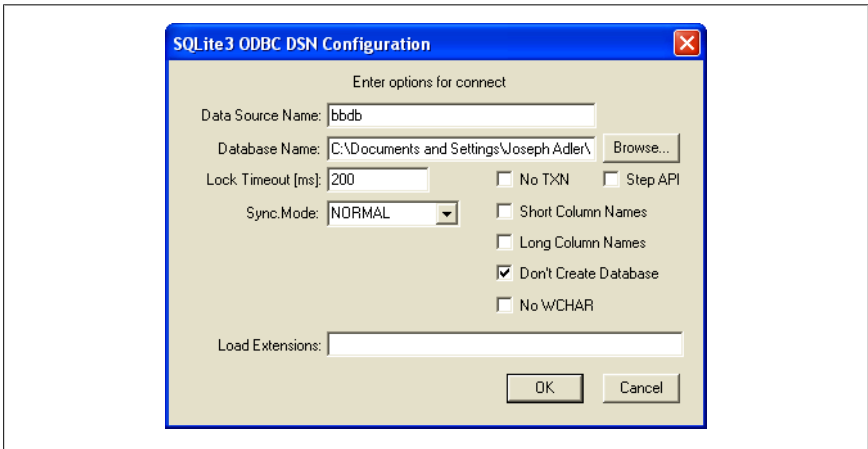 SQLite3 ODBC DSN Configuration
Enter options for connect
Data Source Name: bbdb
Database Name: C:\Documents and Settings\Joseph Adler\ Browse...
Lock Timeout [ms]: 200 No TXN Step API
Sync.Mode: NORMAL Short Column Names
Long Column Names
Don't Create Database
No WCHAR
Load Extensions:
OK Cancel